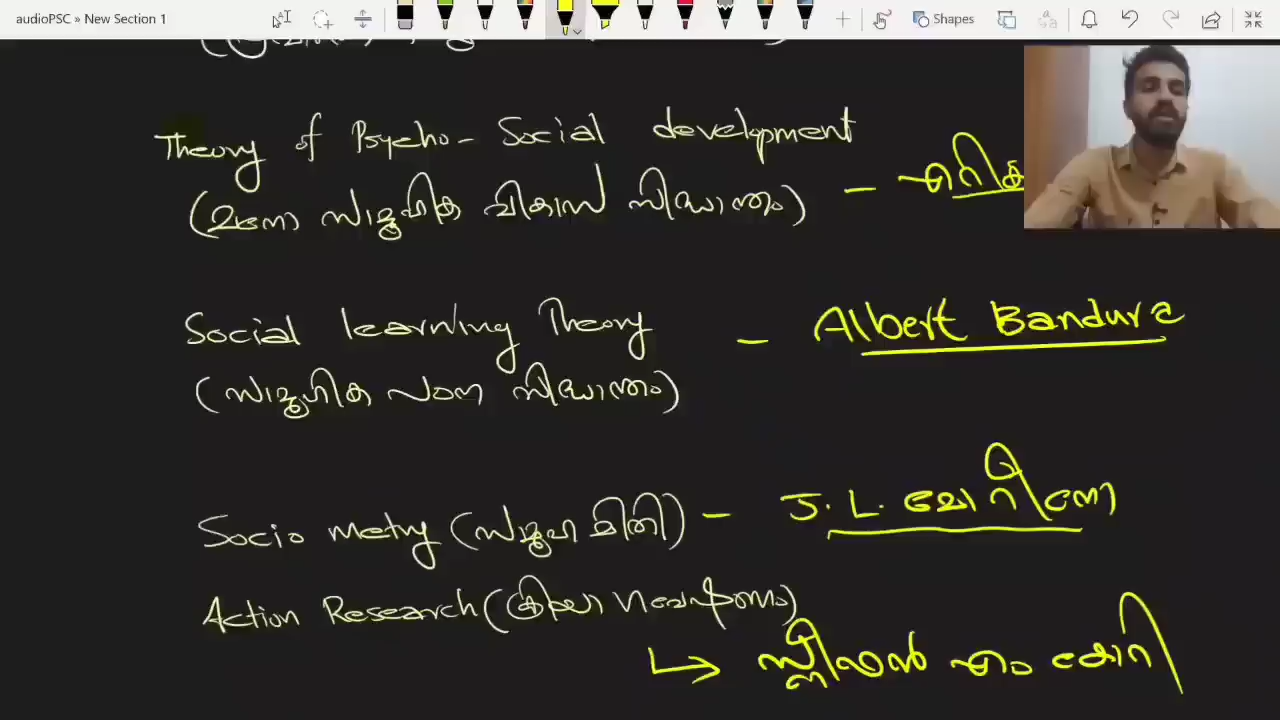 audioPSC » New Section 1
Shapes
Theory of Psycho - Social development
(മനോ സാമൂഹിക വികാസ സിദ്ധാന്തം) - എറിക
Social learning Theory - Albert Bandura
(സാമൂഹിക പഠന സിദ്ധാന്തം)
Socio metry (സമൂഹ മിതി) - J. L. മോറീനോ
Action Research (ക്രിയാ ഗവേഷണം)
↳ സ്റ്റീഫൻ എം കോറി